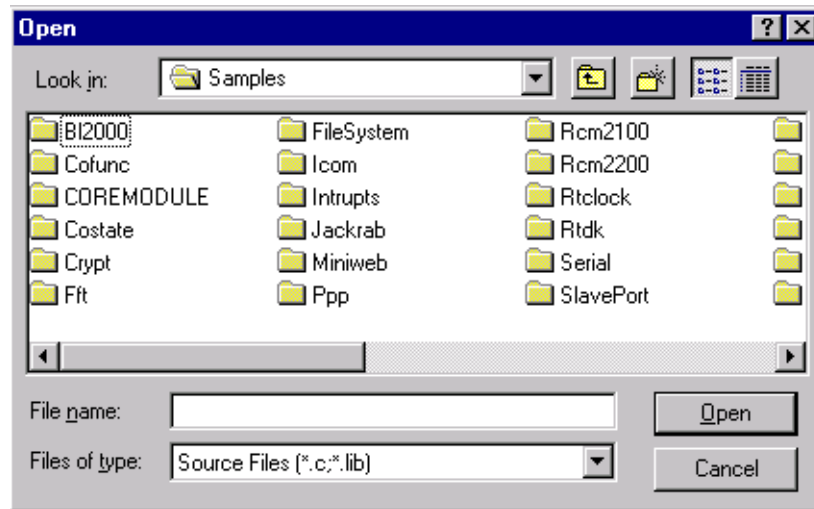 Open
Look in: Samples
BI2000 FileSystem Rcm2100
Cofunc Icom Rcm2200
COREMODULE Intrupts Rtclock
Costate Jackrab Rtdk
Crypt Miniweb Serial
Fft Ppp SlavePort
File name: Open
Files of type: Source Files (*.c;*.lib) Cancel